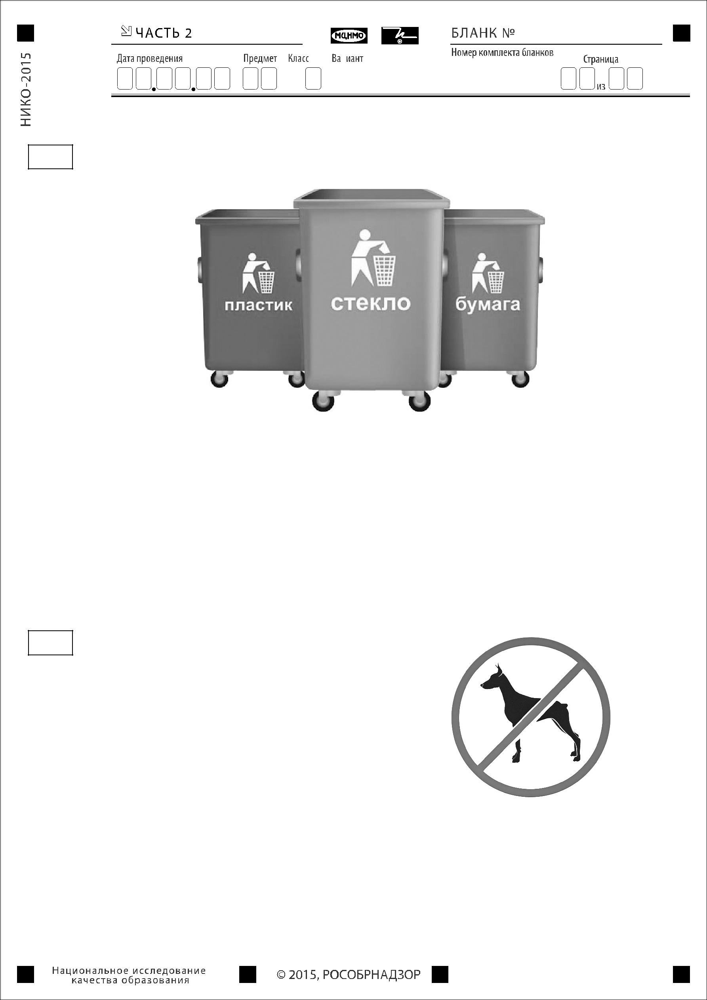 ЧАСТЬ 2
МЦНМО
БЛАНК №
Номер комплекта бланков
Дата проведения
Предмет
Класс
Ва иант
Страница
из
НИКО-2015
пластик
стекло
бумага
Национальное исследование
качества образования
© 2015, РОСОБРНАДЗОР